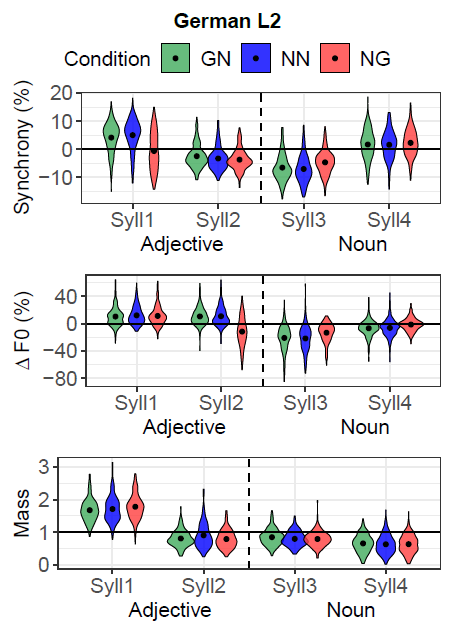 German L2
Condition GN NN NG
Synchrony (%)
20
10
0
−10
Syll1 Syll2 Syll3 Syll4
Adjective Noun
Δ F0 (%)
40
0
−40
−80
Syll1 Syll2 Syll3 Syll4
Adjective Noun
Mass
3
2
1
0
Syll1 Syll2 Syll3 Syll4
Adjective Noun